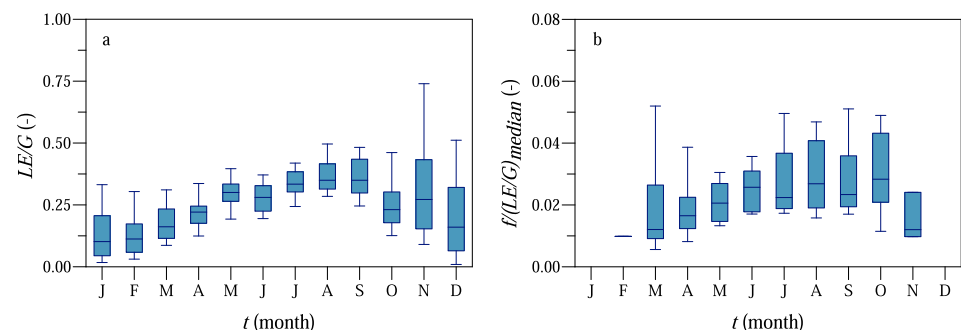 1.00
0.75
0.50
0.25
0.00
LE/G (-)
a
J F M A M J J A S O N D
t (month)
0.08
0.06
0.04
0.02
0.00
f/(LE/G)median (-)
b
J F M A M J J A S O N D
t (month)